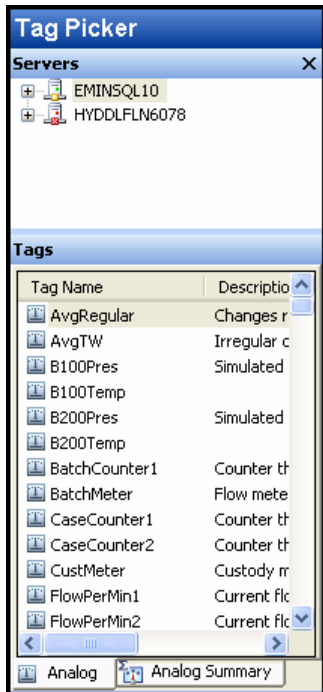 Tag Picker
Servers
EMINSQL10
HYDDLFLN6078
Tags
Tag Name Descriptio
AvgRegular Changes r
AvgTW Irregular c
B100Pres Simulated
B100Temp
B200Pres Simulated
B200Temp
BatchCounter1 Counter th
BatchMeter Flow mete
CaseCounter1 Counter th
CaseCounter2 Counter th
CustMeter Custody m
FlowPerMin1 Current flo
FlowPerMin2 Current flo
Analog Analog Summary